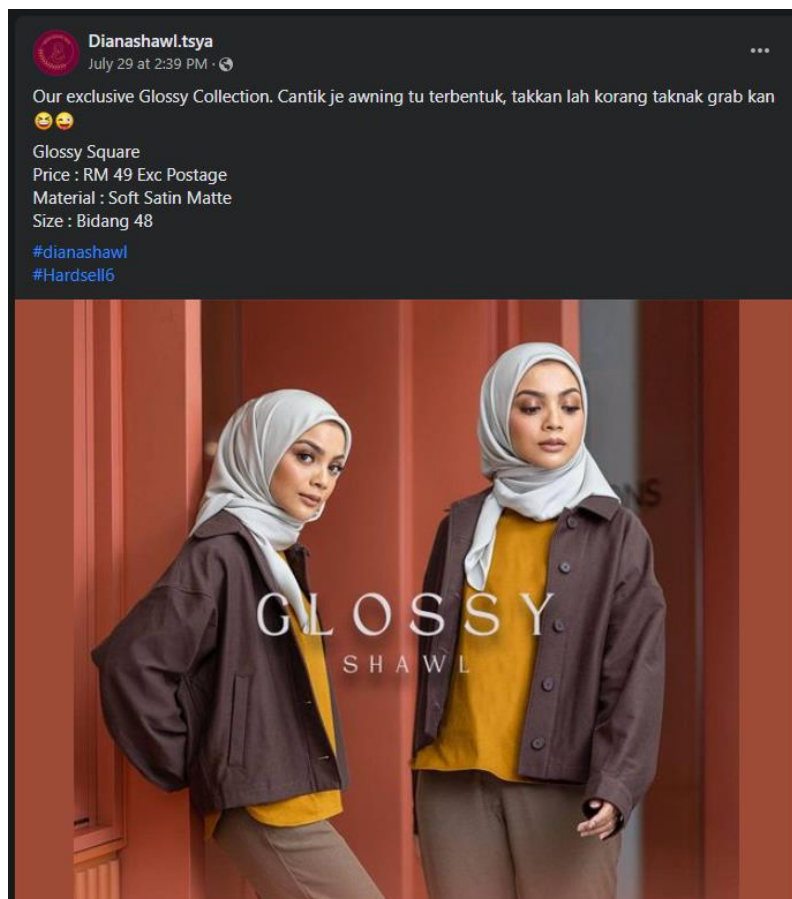 Dianashawl.tsya
July 29 at 2:39 PM ·
Our exclusive Glossy Collection. Cantik je awning tu terbentuk, takkan lah korang taknak grab kan
😆😜
Glossy Square
Price : RM 49 Exc Postage
Material : Soft Satin Matte
Size : Bidang 48
#dianashawl
#Hardsell6
NS
GLOSSY
SHAWL